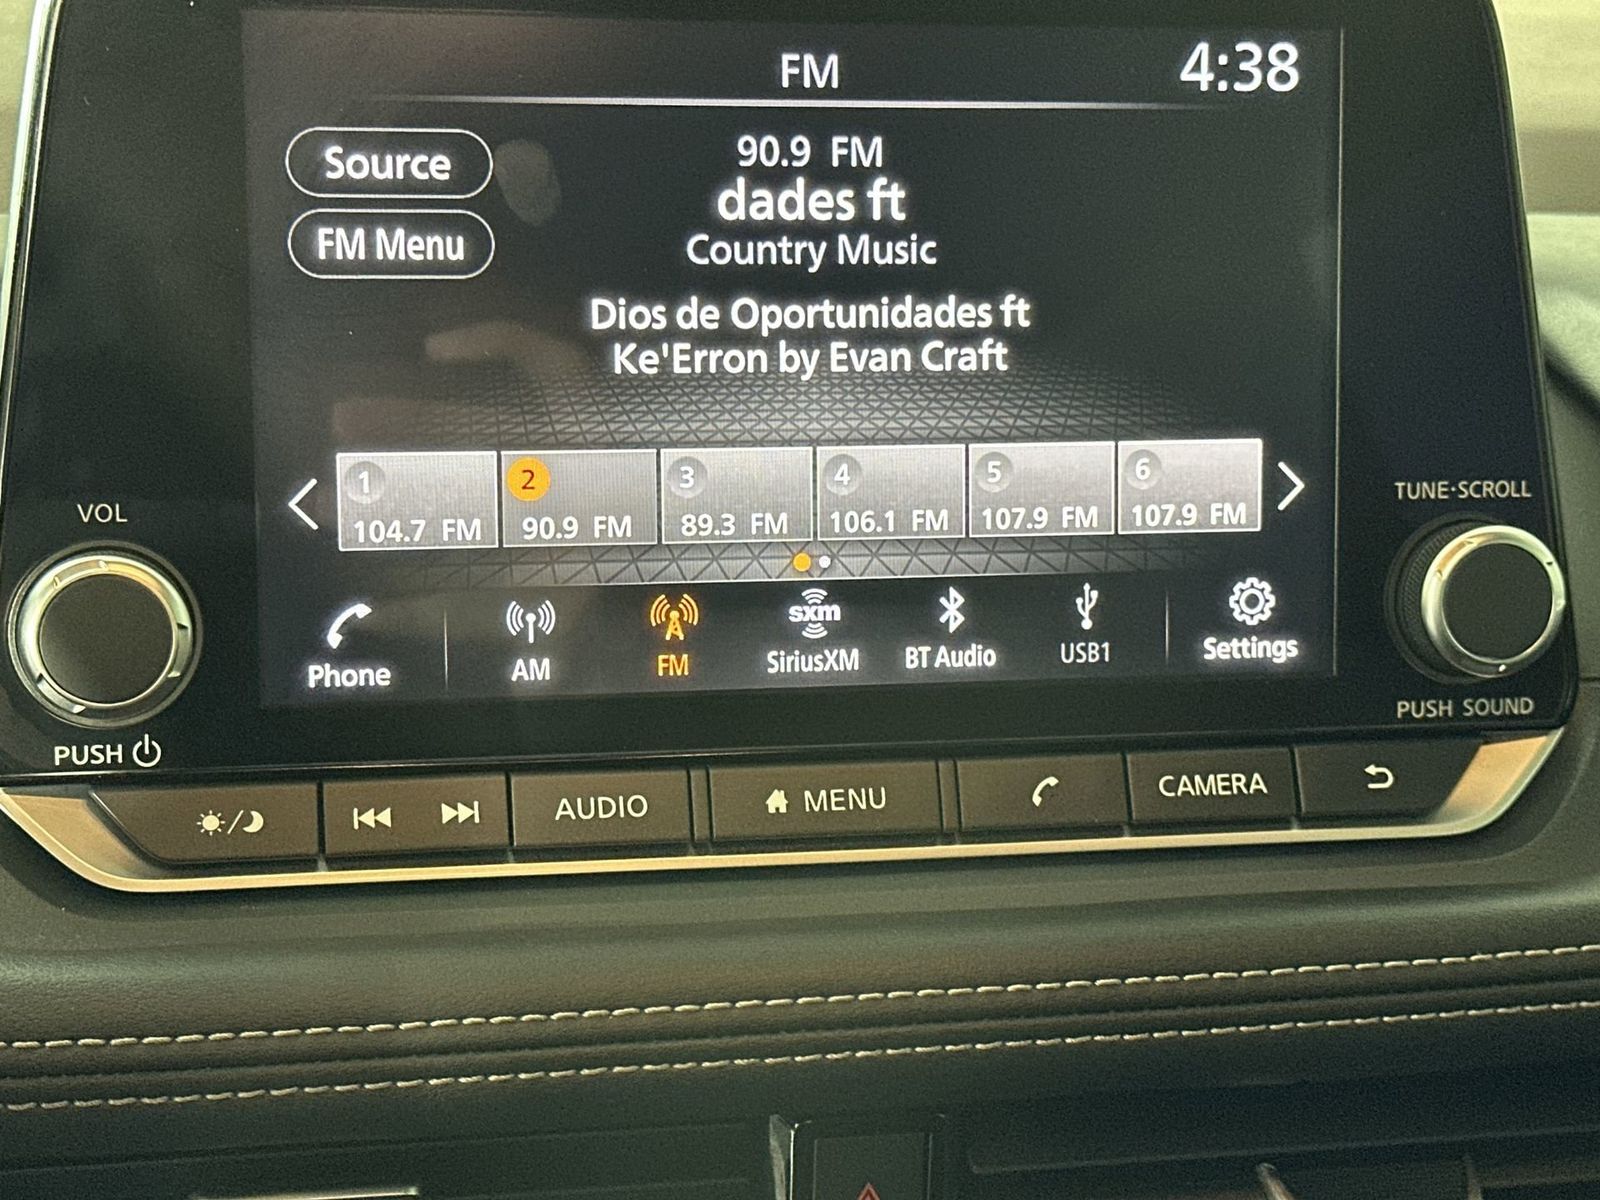 FM
4:38
Source
90.9 FM
dades ft
FM Menu
Country Music
Dios de Oportunidades ft
Ke'Erron by Evan Craft
1
2
3
4
5
6
104.7 FM
90.9 FM
89.3 FM
106.1 FM
107.9 FM
107.9 FM
VOL
TUNE·SCROLL
sxm
Phone
AM
FM
SiriusXM
BT Audio
USB1
Settings
PUSH
PUSH SOUND
AUDIO
MENU
CAMERA